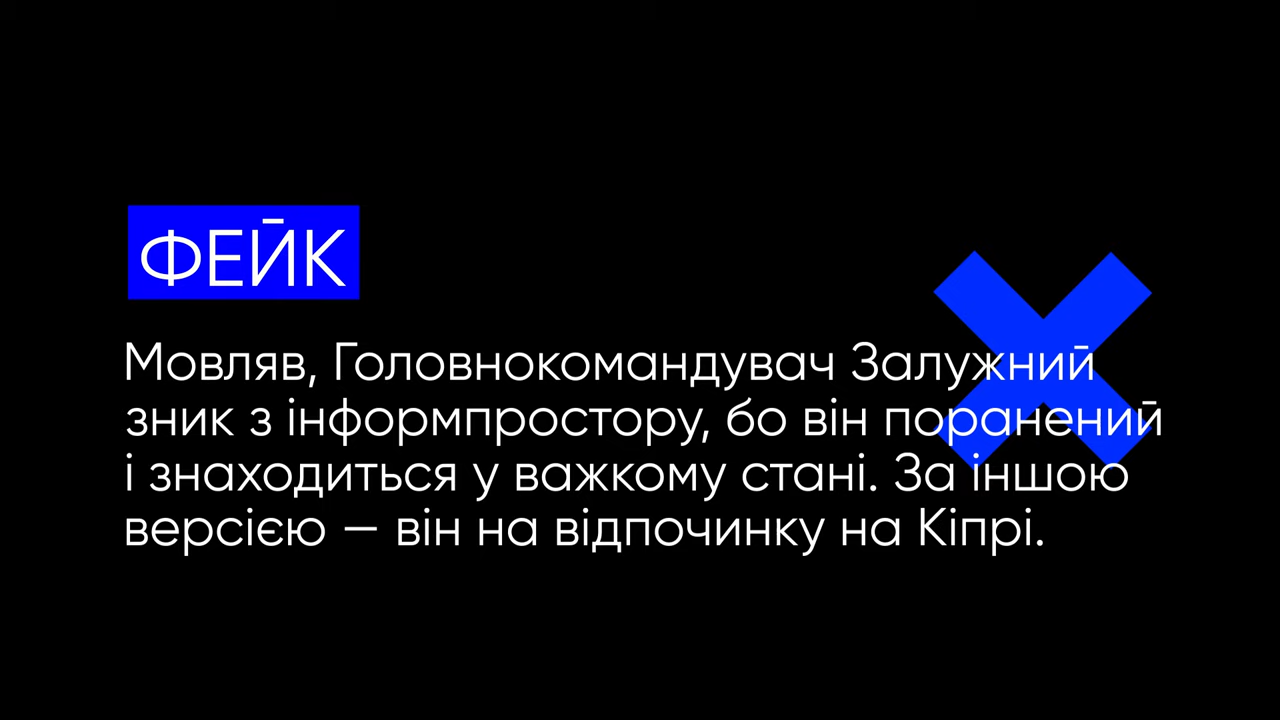 ФЕЙК
Мовляв, Головнокомандувач Залужний
зник з інформпростору, бо він поранений
і знаходиться у важкому стані. За іншою
версією — він на відпочинку на Кіпрі.